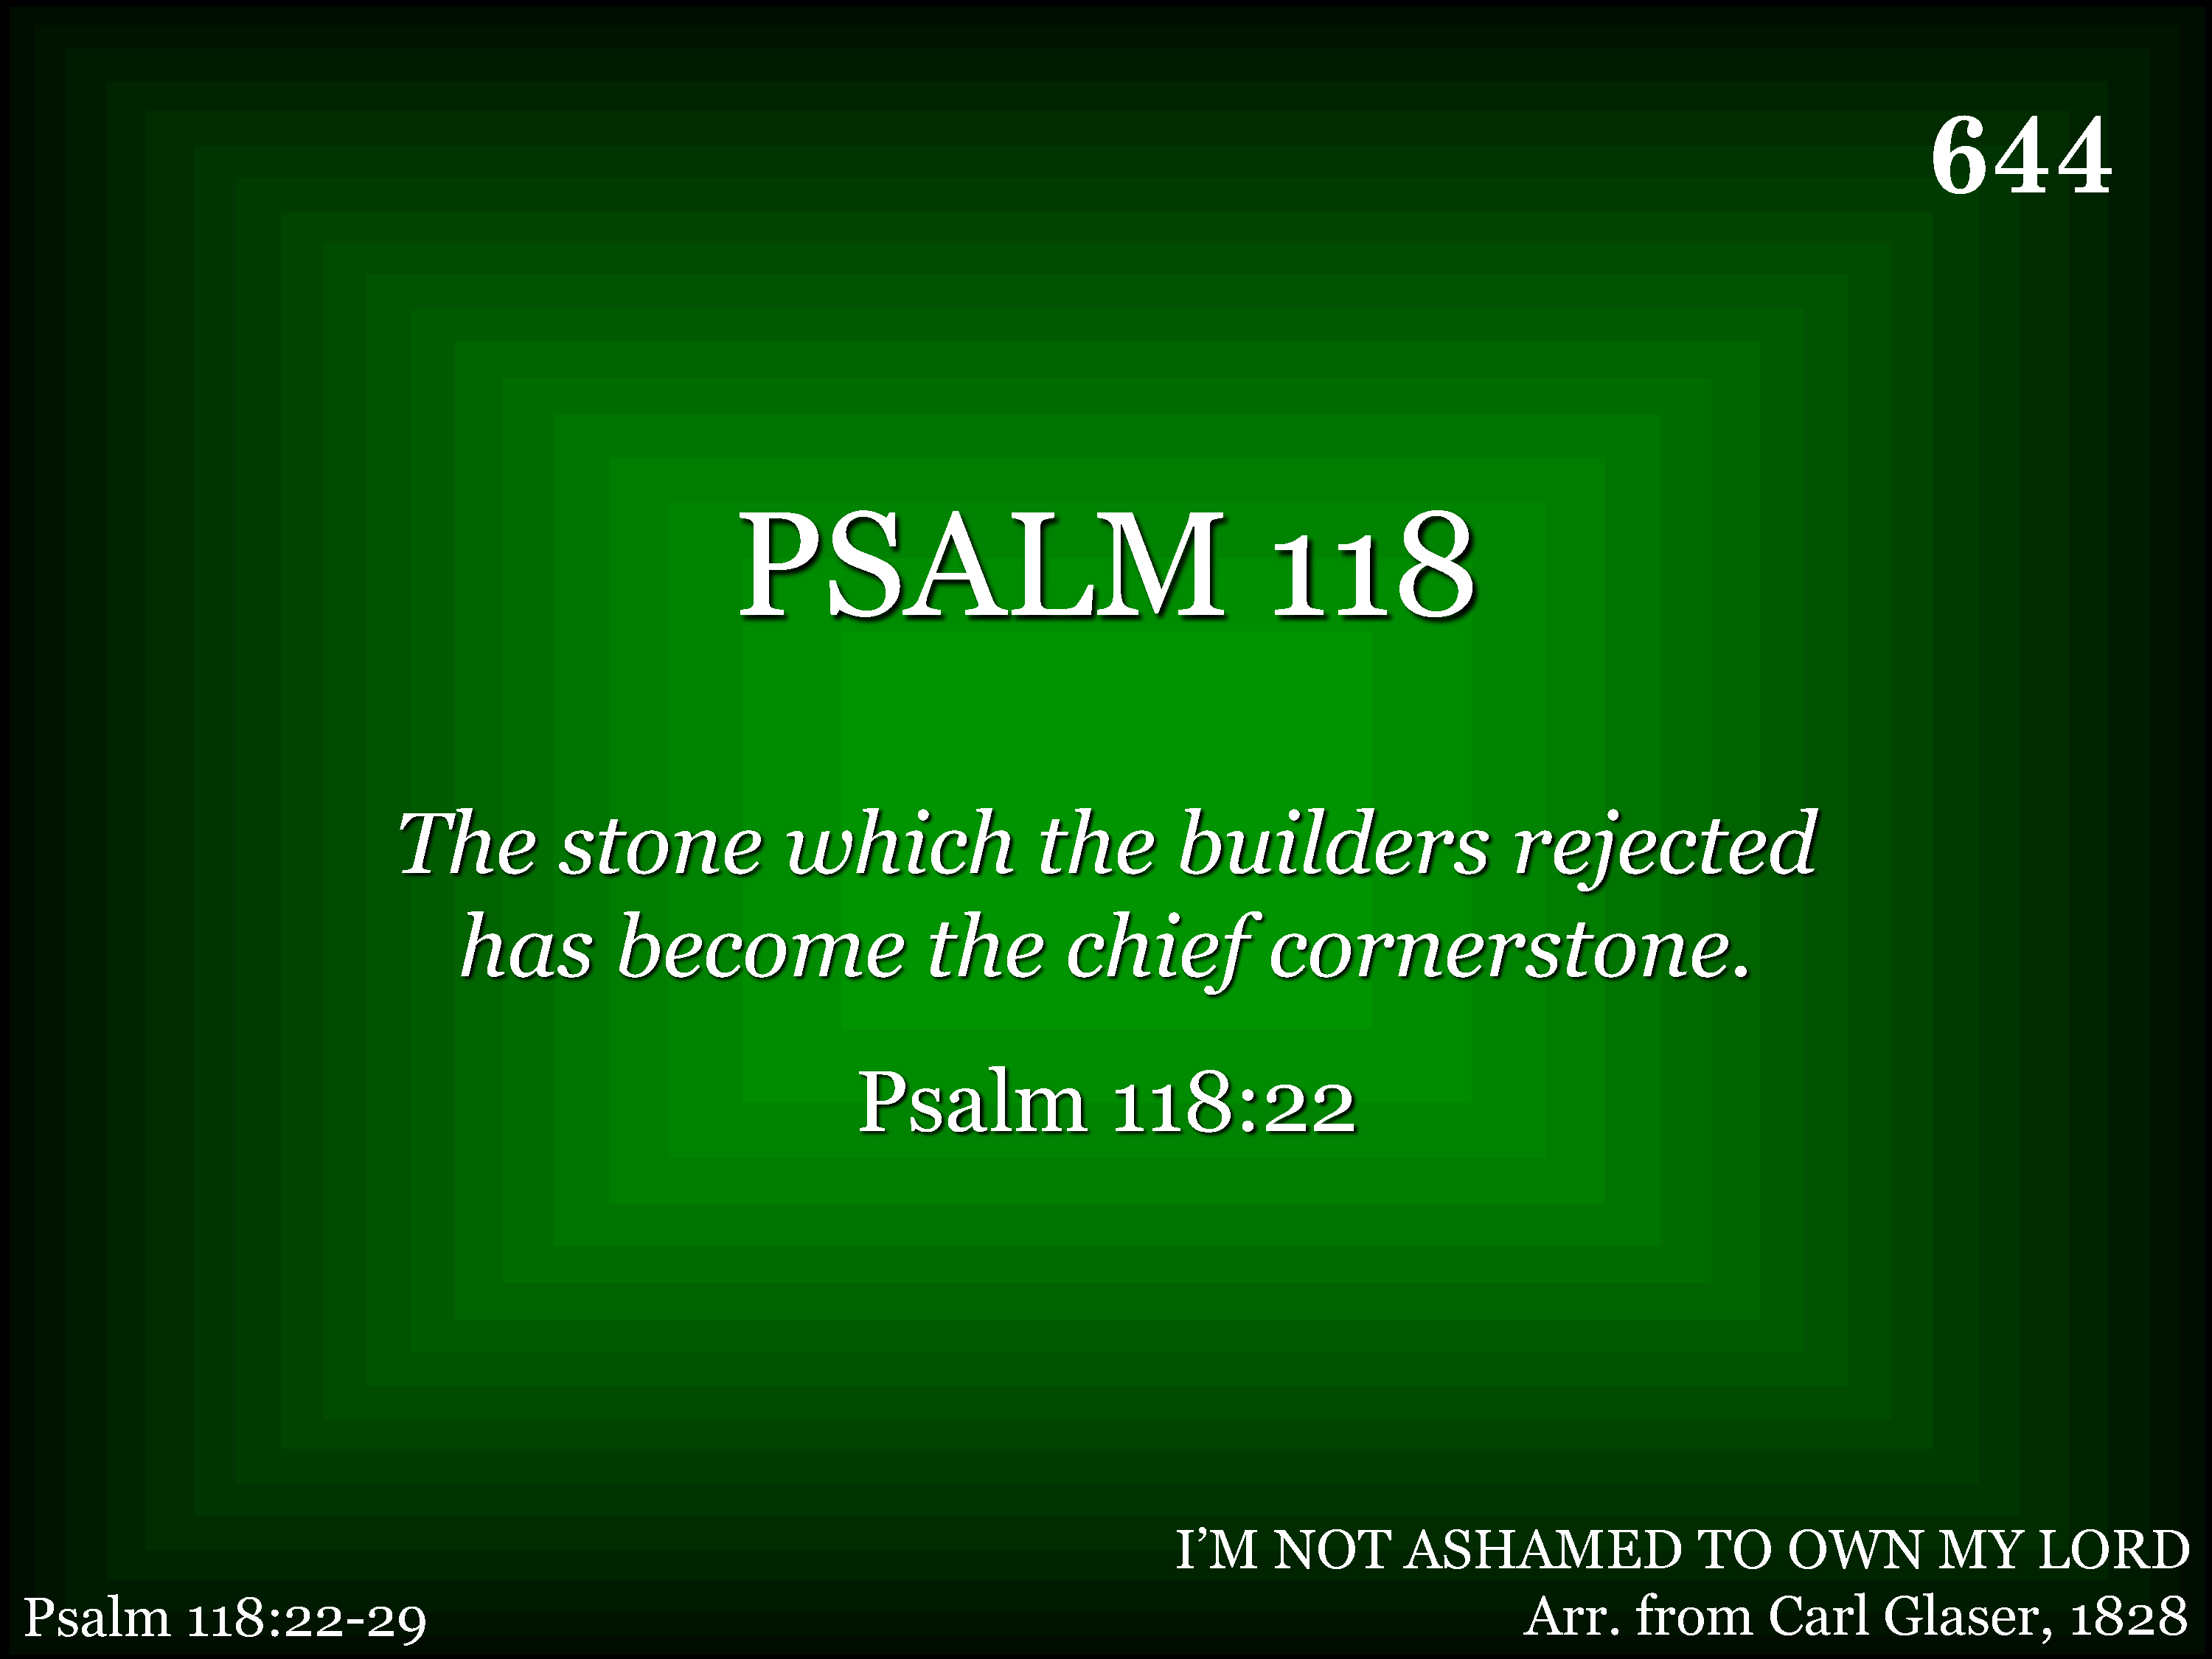 644
PSALM 118
The stone which the builders rejected
has become the chief cornerstone.
Psalm 118:22
I’M NOT ASHAMED TO OWN MY LORD
Psalm 118:22-29
Arr. from Carl Glaser, 1828